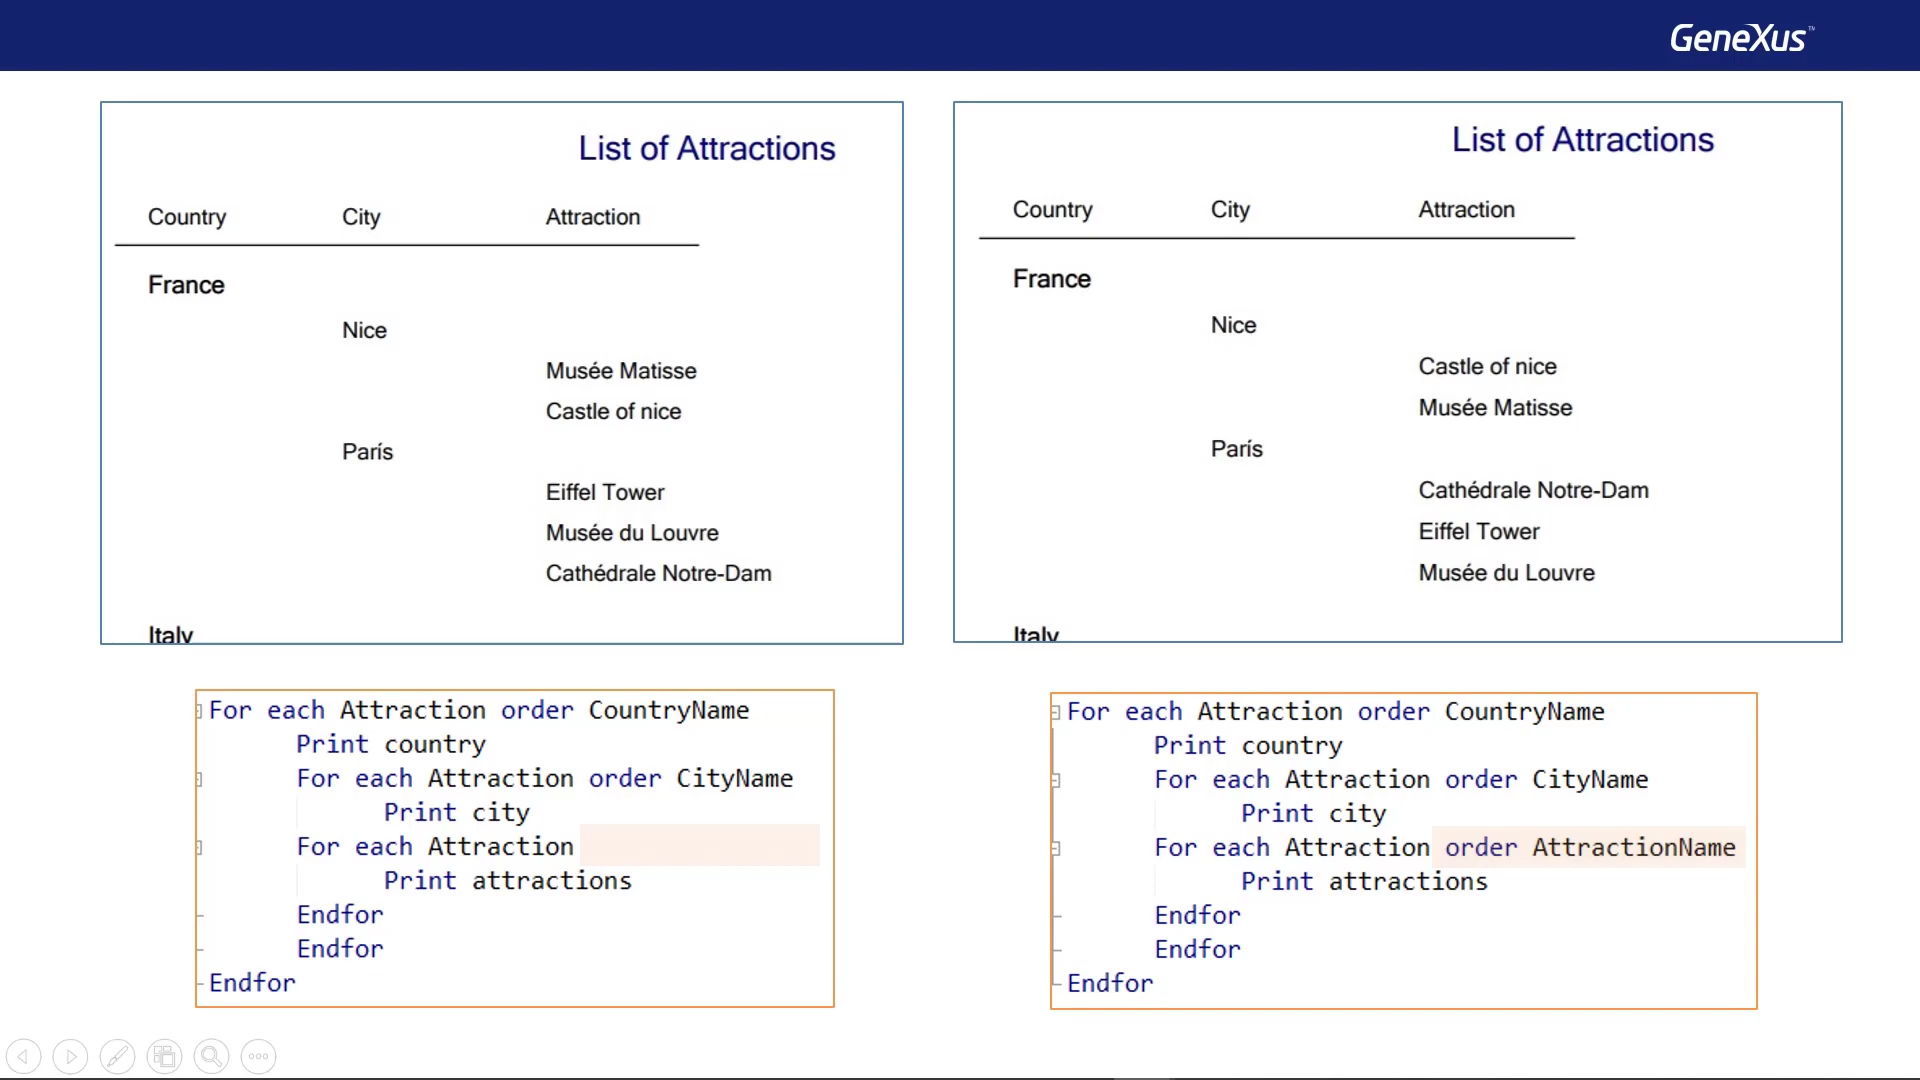 GeneXus™
List of Attractions
Country City Attraction
France
Nice
Musée Matisse
Castle of nice
París
Eiffel Tower
Musée du Louvre
Cathédrale Notre-Dam
Italy
List of Attractions
Country City Attraction
France
Nice
Castle of nice
Musée Matisse
París
Cathédrale Notre-Dam
Eiffel Tower
Musée du Louvre
Italy
For each Attraction order CountryName
Print country
For each Attraction order CityName
Print city
For each Attraction
Print attractions
Endfor
Endfor
Endfor
For each Attraction order CountryName
Print country
For each Attraction order CityName
Print city
For each Attraction order AttractionName
Print attractions
Endfor
Endfor
Endfor